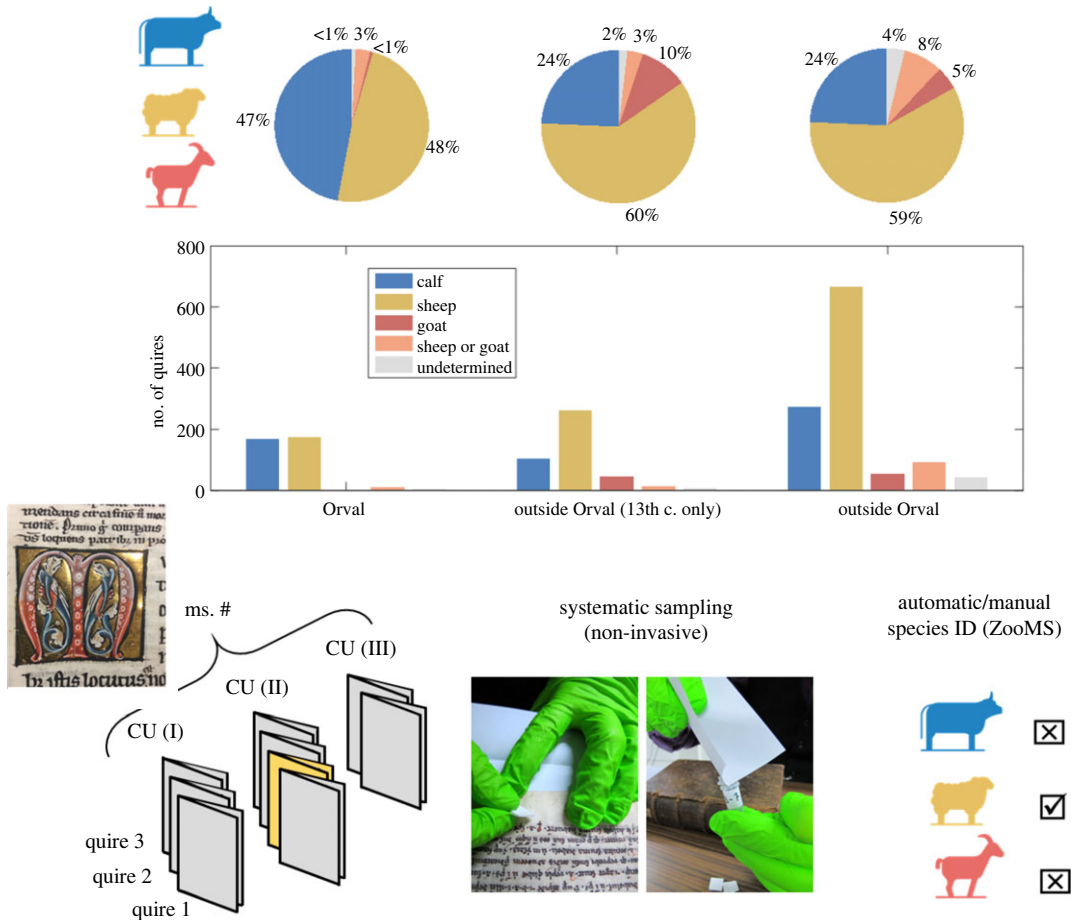 <1% 3% <1%
47%
48%
2% 3%
24% 10%
60%
4% 8%
24% 5%
59%
800
600
400
200
0
no. of quires
calf
sheep
goat
sheep or goat
undetermined
Orval
outside Orval (13th c. only)
outside Orval
ms. #
CU (I)
CU (II)
CU (III)
quire 3
quire 2
quire 1
systematic sampling
(non-invasive)
automatic/manual
species ID (ZooMS)